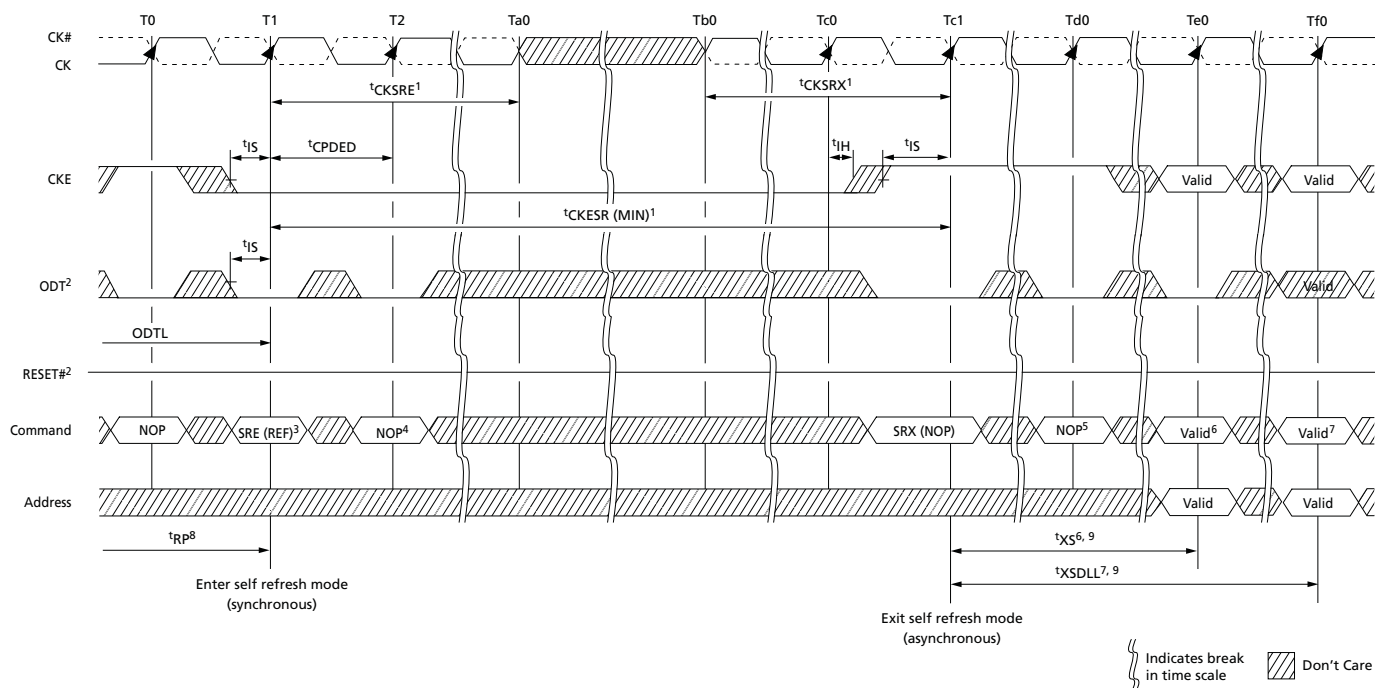 T0 T1 T2 Ta0 Tb0 Tc0 Tc1 Td0 Te0 Tf0
CK#
CK
tCKSRE1 tCKSRX1
tIS tCPDED tIH tIS
CKE Valid Valid
tCKESR (MIN)1
tIS
ODT2 Valid
ODTL
RESET#2
Command NOP SRE (REF)3 NOP4 SRX (NOP) NOP5 Valid6 Valid7
Address Valid Valid
tRP8 tXS6, 9
tXSDLL7, 9
Enter self refresh mode
(synchronous)
Exit self refresh mode
(asynchronous)
Indicates break
in time scale
Don't Care